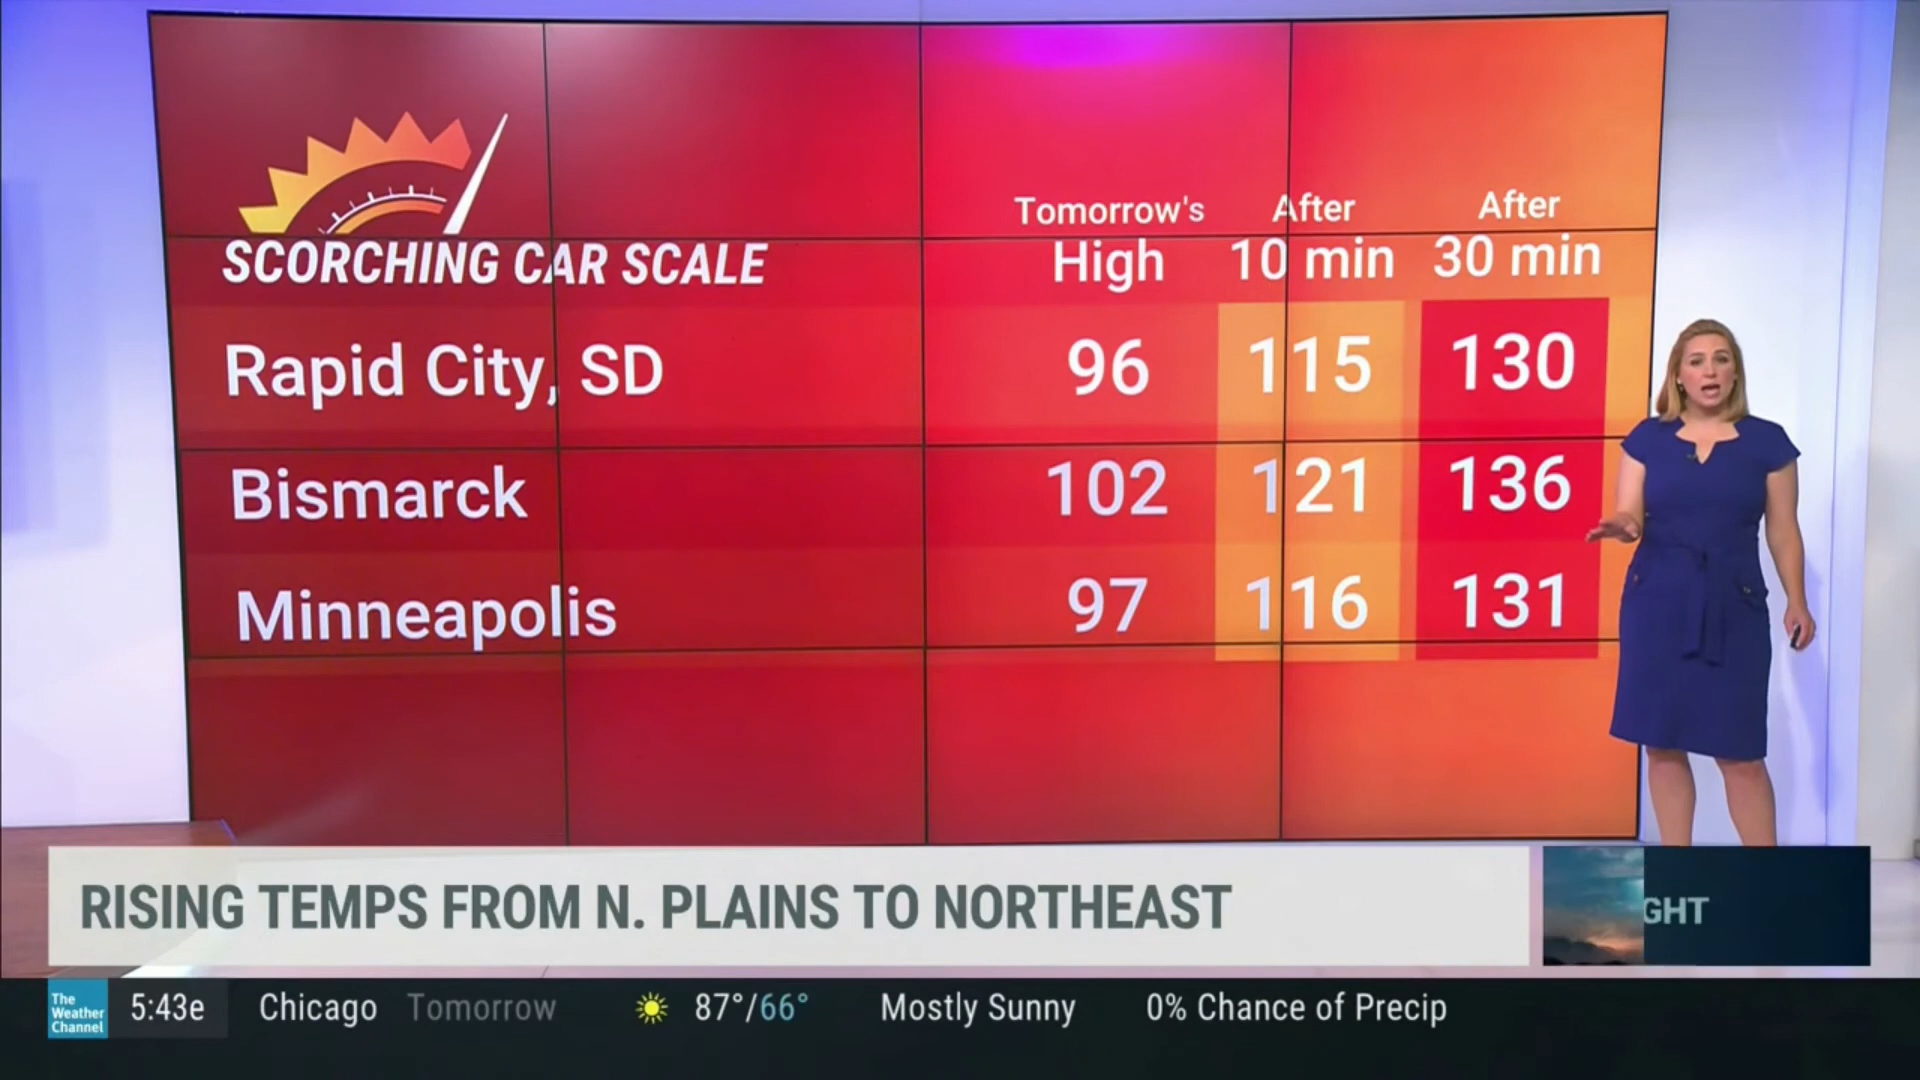 Tomorrow's After After
SCORCHING CAR SCALE High 10 min 30 min
Rapid City, SD 96 115 130
Bismarck 102 121 136
Minneapolis 97 116 131
RISING TEMPS FROM N. PLAINS TO NORTHEAST
GHT
The
Weather
Channel
5:43e Chicago Tomorrow 87°/66° Mostly Sunny 0% Chance of Precip